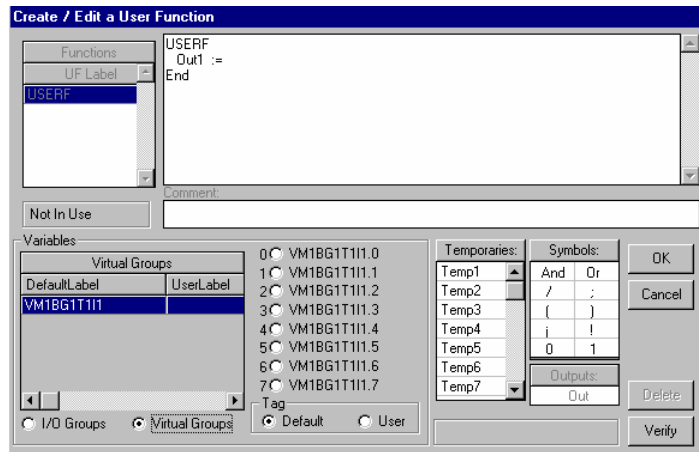 Create / Edit a User Function
Functions
UF Label
USERF
USERF
Out1 :=
End
Comment:
Not In Use
Variables
Virtual Groups
DefaultLabel UserLabel
VM1BG1T1I1
0 VM1BG1T1I1.0
1 VM1BG1T1I1.1
2 VM1BG1T1I1.2
3 VM1BG1T1I1.3
4 VM1BG1T1I1.4
5 VM1BG1T1I1.5
6 VM1BG1T1I1.6
7 VM1BG1T1I1.7
I/O Groups Virtual Groups
Tag
Default User
Temporaries:
Temp1
Temp2
Temp3
Temp4
Temp5
Temp6
Temp7
Symbols:
And Or
/ ;
( )
¡ !
0 1
Outputs:
Out
OK
Cancel
Delete
Verify